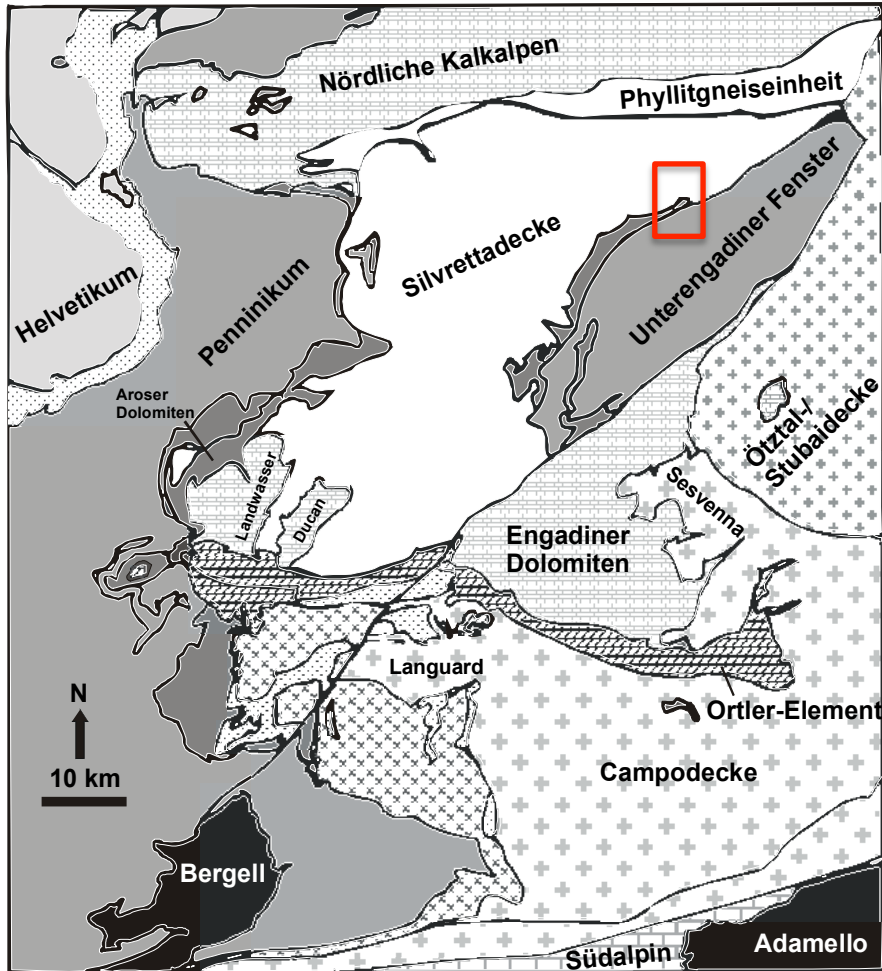 Nördliche Kalkalpen
Phyllitgneiseinheit
Silvrettadecke
Unterengadiner Fenster
Helvetikum
Penninikum
Aroser
Dolomiten
Ötztal-/
Stubaidecke
Landwasser
Ducan
Sesvenna
Engadiner
Dolomiten
Languard
N
Ortler-Element
10 km
Campodecke
Bergell
Südalpin
Adamello